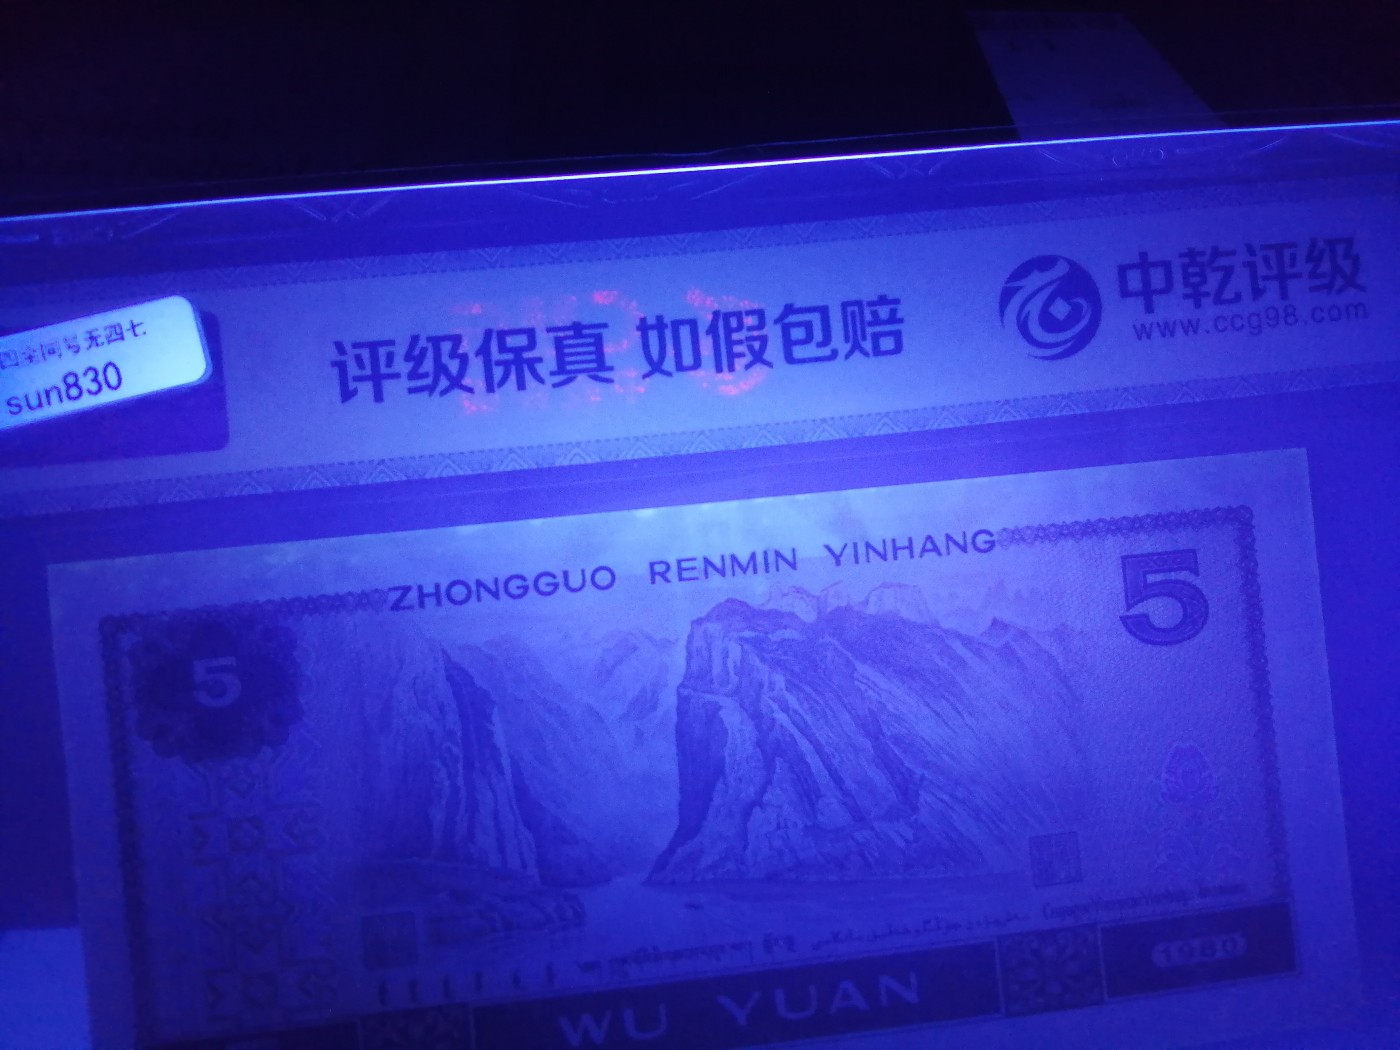 四全同号无四七
sun830
评级保真 如假包赔
中乾评级
www.ccg98.com
ZHONGGUO RENMIN YINHANG
5
5
WU YUAN
1980